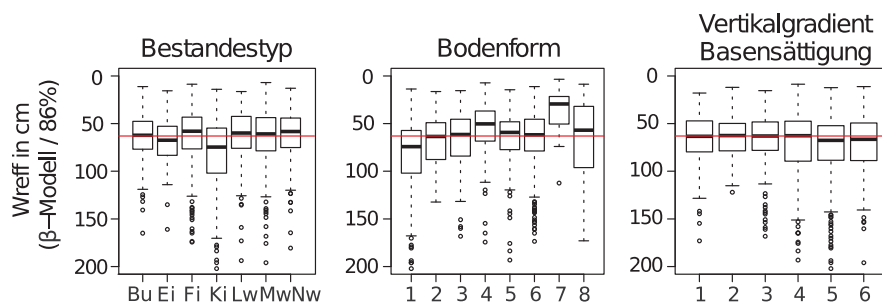 Bestandestyp
Bodenform
Vertikalgradient
Basensättigung
Wreff in cm
(β−Modell / 86%)
0
50
100
150
200
Bu Ei Fi Ki Lw Mw Nw
0
50
100
150
200
1 2 3 4 5 6 7 8
0
50
100
150
200
1 2 3 4 5 6